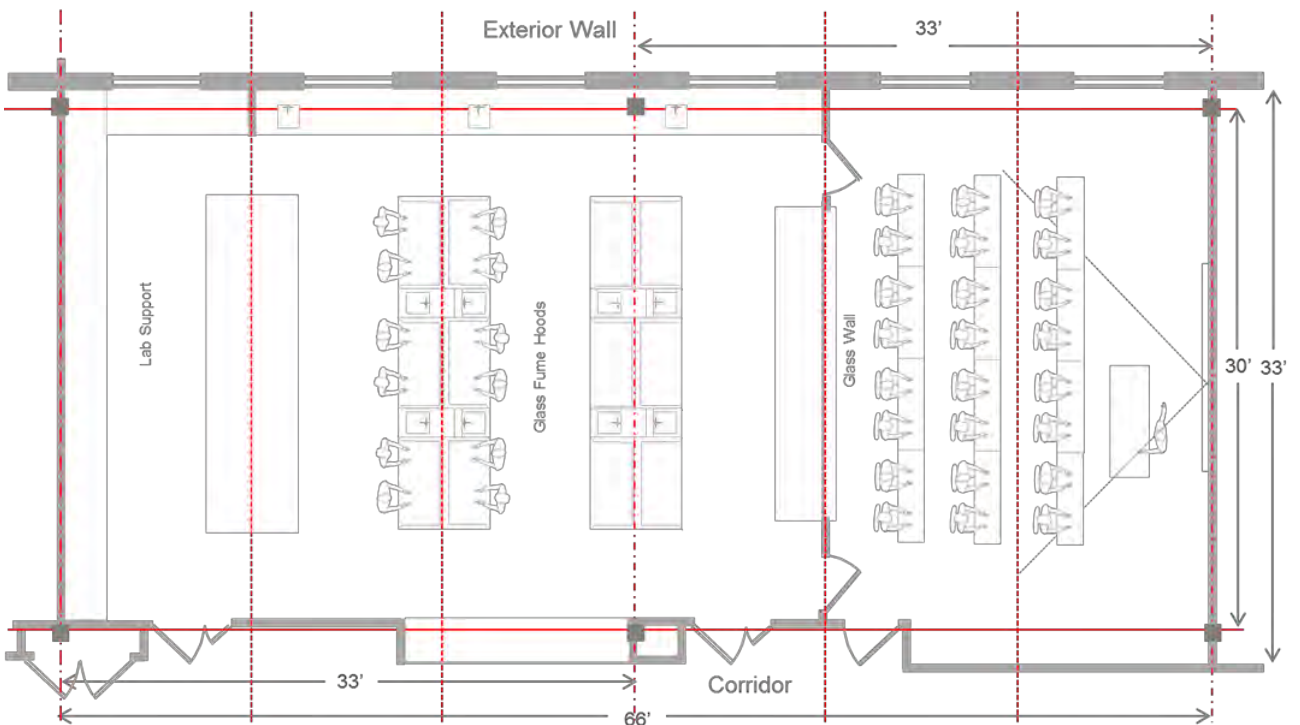 Exterior Wall
33'
Lab Support
Glass Fume Hoods
Glass Wall
30'
33'
33'
Corridor
66'